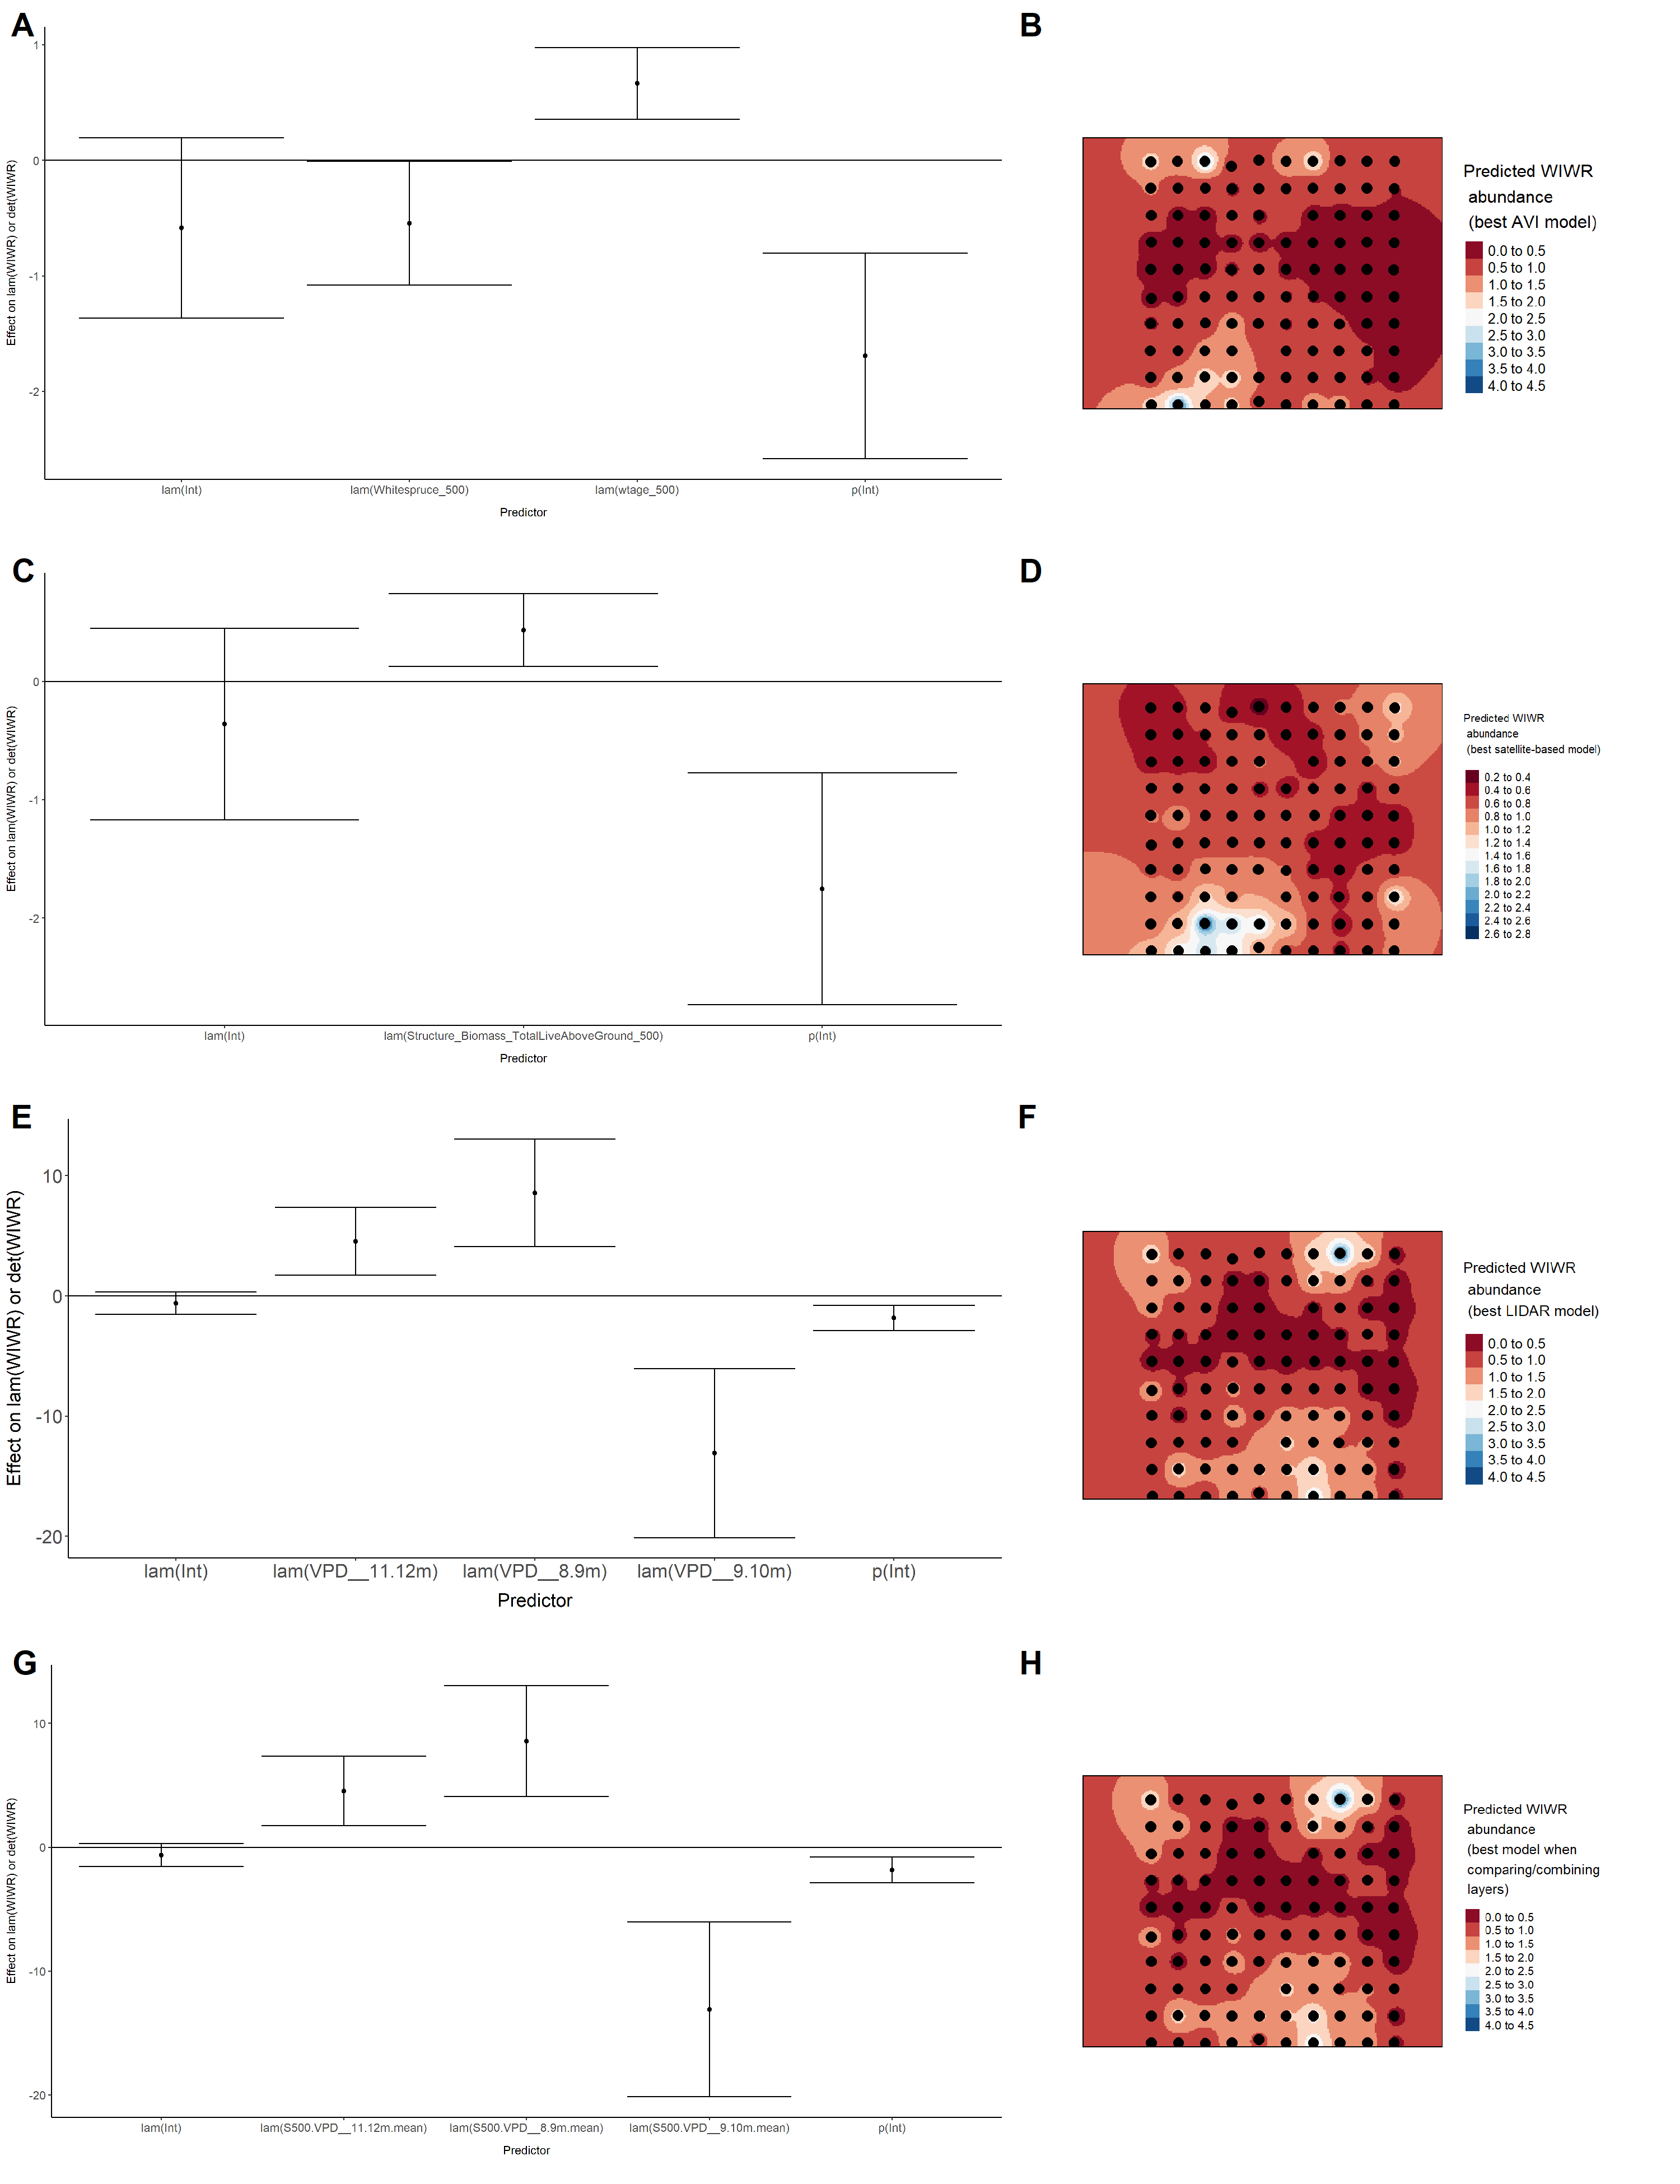 A
Effect on lam(WIWR) or det(WIWR)
1
0
-1
-2
lam(Int)
lam(Whitespruce_500)
lam(wtage_500)
p(Int)
Predictor
B
Predicted WIWR
abundance
(best AVI model)
0.0 to 0.5
0.5 to 1.0
1.0 to 1.5
1.5 to 2.0
2.0 to 2.5
2.5 to 3.0
3.0 to 3.5
3.5 to 4.0
4.0 to 4.5
C
Effect on lam(WIWR) or det(WIWR)
0
-1
-2
lam(Int)
lam(Structure_Biomass_TotalLiveAboveGround_500)
p(Int)
Predictor
D
Predicted WIWR
abundance
(best satellite-based model)
0.2 to 0.4
0.4 to 0.6
0.6 to 0.8
0.8 to 1.0
1.0 to 1.2
1.2 to 1.4
1.4 to 1.6
1.6 to 1.8
1.8 to 2.0
2.0 to 2.2
2.2 to 2.4
2.4 to 2.6
2.6 to 2.8
E
Effect on lam(WIWR) or det(WIWR)
10
0
-10
-20
lam(Int)
lam(VPD__11.12m)
lam(VPD__8.9m)
lam(VPD__9.10m)
p(Int)
Predictor
F
Predicted WIWR
abundance
(best LIDAR model)
0.0 to 0.5
0.5 to 1.0
1.0 to 1.5
1.5 to 2.0
2.0 to 2.5
2.5 to 3.0
3.0 to 3.5
3.5 to 4.0
4.0 to 4.5
G
Effect on lam(WIWR) or det(WIWR)
10
0
-10
-20
lam(Int)
lam(S500.VPD__11.12m.mean)
lam(S500.VPD__8.9m.mean)
lam(S500.VPD__9.10m.mean)
p(Int)
Predictor
H
Predicted WIWR
abundance
(best model when
comparing/combining
layers)
0.0 to 0.5
0.5 to 1.0
1.0 to 1.5
1.5 to 2.0
2.0 to 2.5
2.5 to 3.0
3.0 to 3.5
3.5 to 4.0
4.0 to 4.5